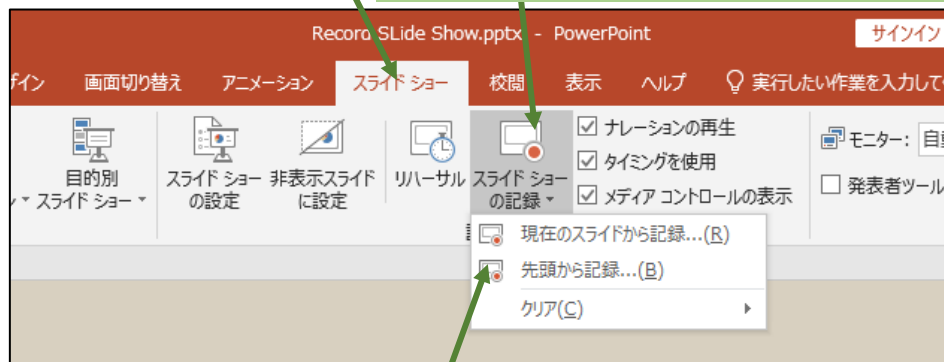 Record SLide Show.pptx - PowerPoint
サインイン
ザイン 画面切り替え アニメーション スライド ショー 校閲 表示 ヘルプ 実行したい作業を入力して
目的別
スライド ショー
スライド ショー
の設定
非表示スライド
に設定
リハーサル
スライド ショー
の記録
ナレーションの再生
タイミングを使用
メディア コントロールの表示
モニター: 自動
発表者ツール
現在のスライドから記録...(R)
先頭から記録...(B)
クリア(C)